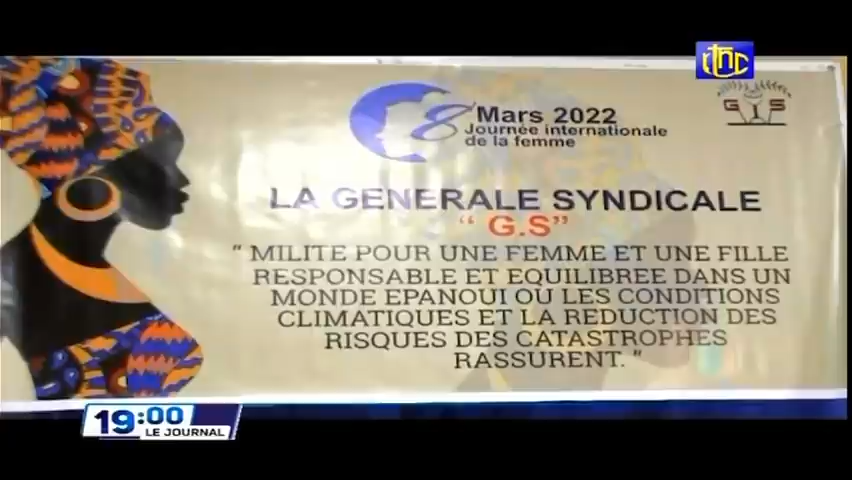 rtnc
8 Mars 2022
Journée internationale
de la femme
G S
LA GENERALE SYNDICALE
“ G.S”
“ MILITE POUR UNE FEMME ET UNE FILLE
RESPONSABLE ET EQUILIBREE DANS UN
MONDE EPANOUI OU LES CONDITIONS
CLIMATIQUES ET LA REDUCTION DES
RISQUES DES CATASTROPHES
RASSURENT. ”
19:00
LE JOURNAL